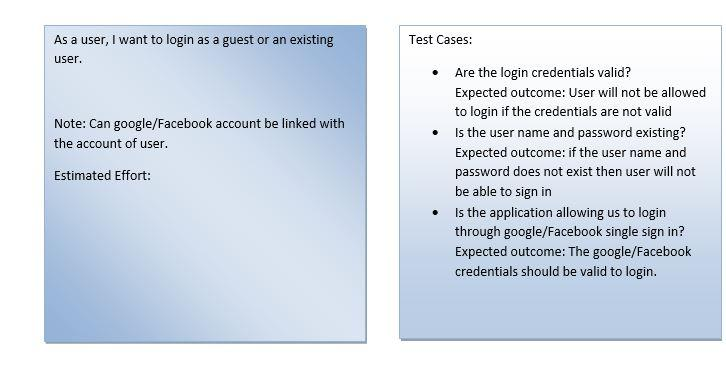 As a user, I want to login as a guest or an existing
user.
Note: Can google/Facebook account be linked with
the account of user.
Estimated Effort:
Test Cases:
• Are the login credentials valid?
Expected outcome: User will not be allowed
to login if the credentials are not valid
• Is the user name and password existing?
Expected outcome: if the user name and
password does not exist then user will not
be able to sign in
• Is the application allowing us to login
through google/Facebook single sign in?
Expected outcome: The google/Facebook
credentials should be valid to login.